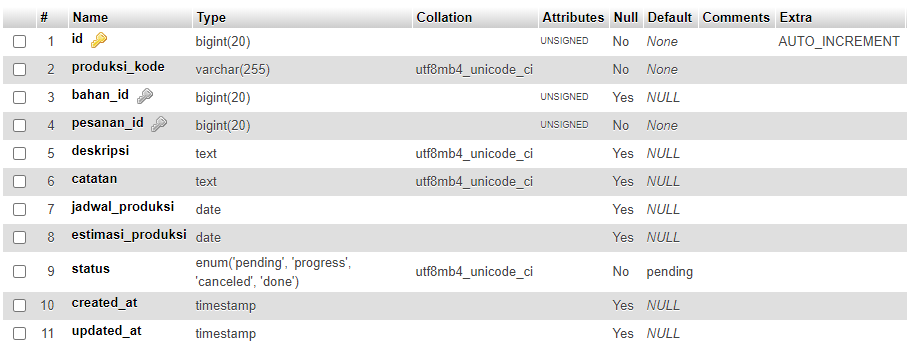 # Name Type Collation Attributes Null Default Comments Extra
1 id bigint(20) UNSIGNED No None AUTO_INCREMENT
2 produksi_kode varchar(255) utf8mb4_unicode_ci No None
3 bahan_id bigint(20) UNSIGNED Yes NULL
4 pesanan_id bigint(20) UNSIGNED No None
5 deskripsi text utf8mb4_unicode_ci Yes NULL
6 catatan text utf8mb4_unicode_ci Yes NULL
7 jadwal_produksi date Yes NULL
8 estimasi_produksi date Yes NULL
9 status enum('pending', 'progress', utf8mb4_unicode_ci No pending
'canceled', 'done')
10 created_at timestamp Yes NULL
11 updated_at timestamp Yes NULL